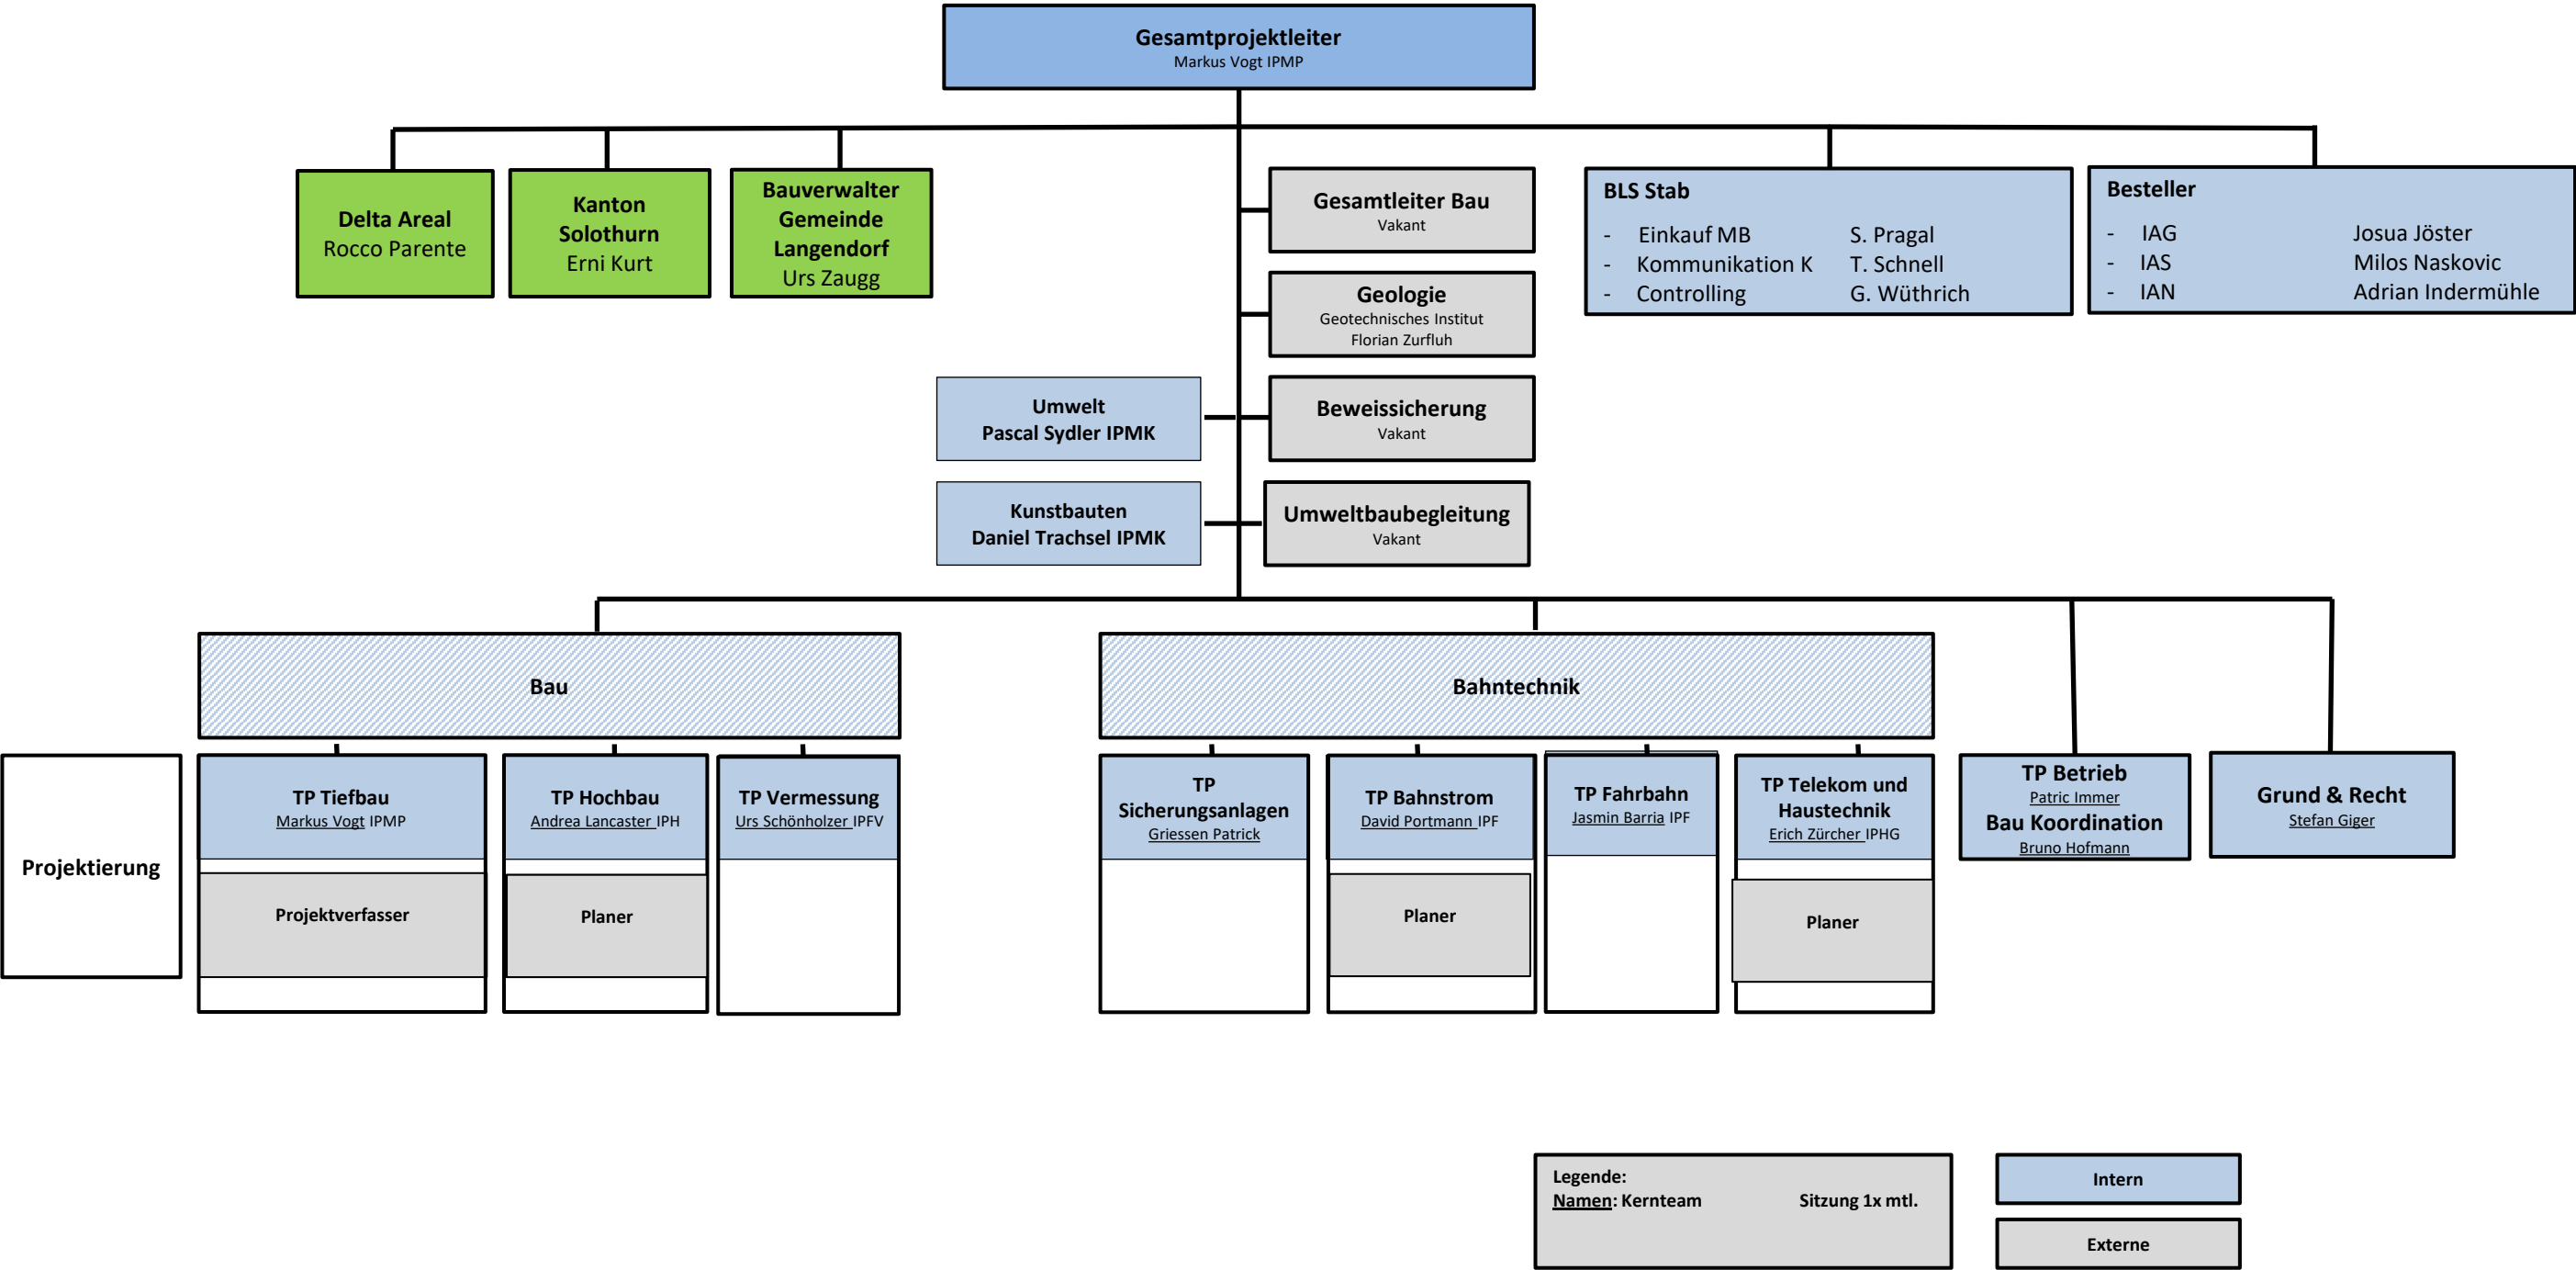 Gesamtprojektleiter
Markus Vogt IPMP
Delta Areal
Rocco Parente
Kanton
Solothurn
Erni Kurt
Bauverwalter
Gemeinde
Langendorf
Urs Zaugg
Gesamtleiter Bau
Vakant
BLS Stab
- Einkauf MB S. Pragal
- Kommunikation K T. Schnell
- Controlling G. Wüthrich
Besteller
- IAG Josua Jöster
- IAS Milos Naskovic
- IAN Adrian Indermühle
Geologie
Geotechnisches Institut
Florian Zurfluh
Umwelt
Pascal Sydler IPMK
Beweissicherung
Vakant
Kunstbauten
Daniel Trachsel IPMK
Umweltbaubegleitung
Vakant
Bau
Bahntechnik
Projektierung
TP Tiefbau
Markus Vogt IPMP
Projektverfasser
TP Hochbau
Andrea Lancaster IPH
Planer
TP Vermessung
Urs Schönholzer IPFV
TP
Sicherungsanlagen
Griessen Patrick
TP Bahnstrom
David Portmann IPF
Planer
TP Fahrbahn
Jasmin Barria IPF
TP Telekom und
Haustechnik
Erich Zürcher IPHG
Planer
TP Betrieb
Patric Immer
Bau Koordination
Bruno Hofmann
Grund & Recht
Stefan Giger
Legende:
Namen: Kernteam Sitzung 1x mtl.
Intern
Externe